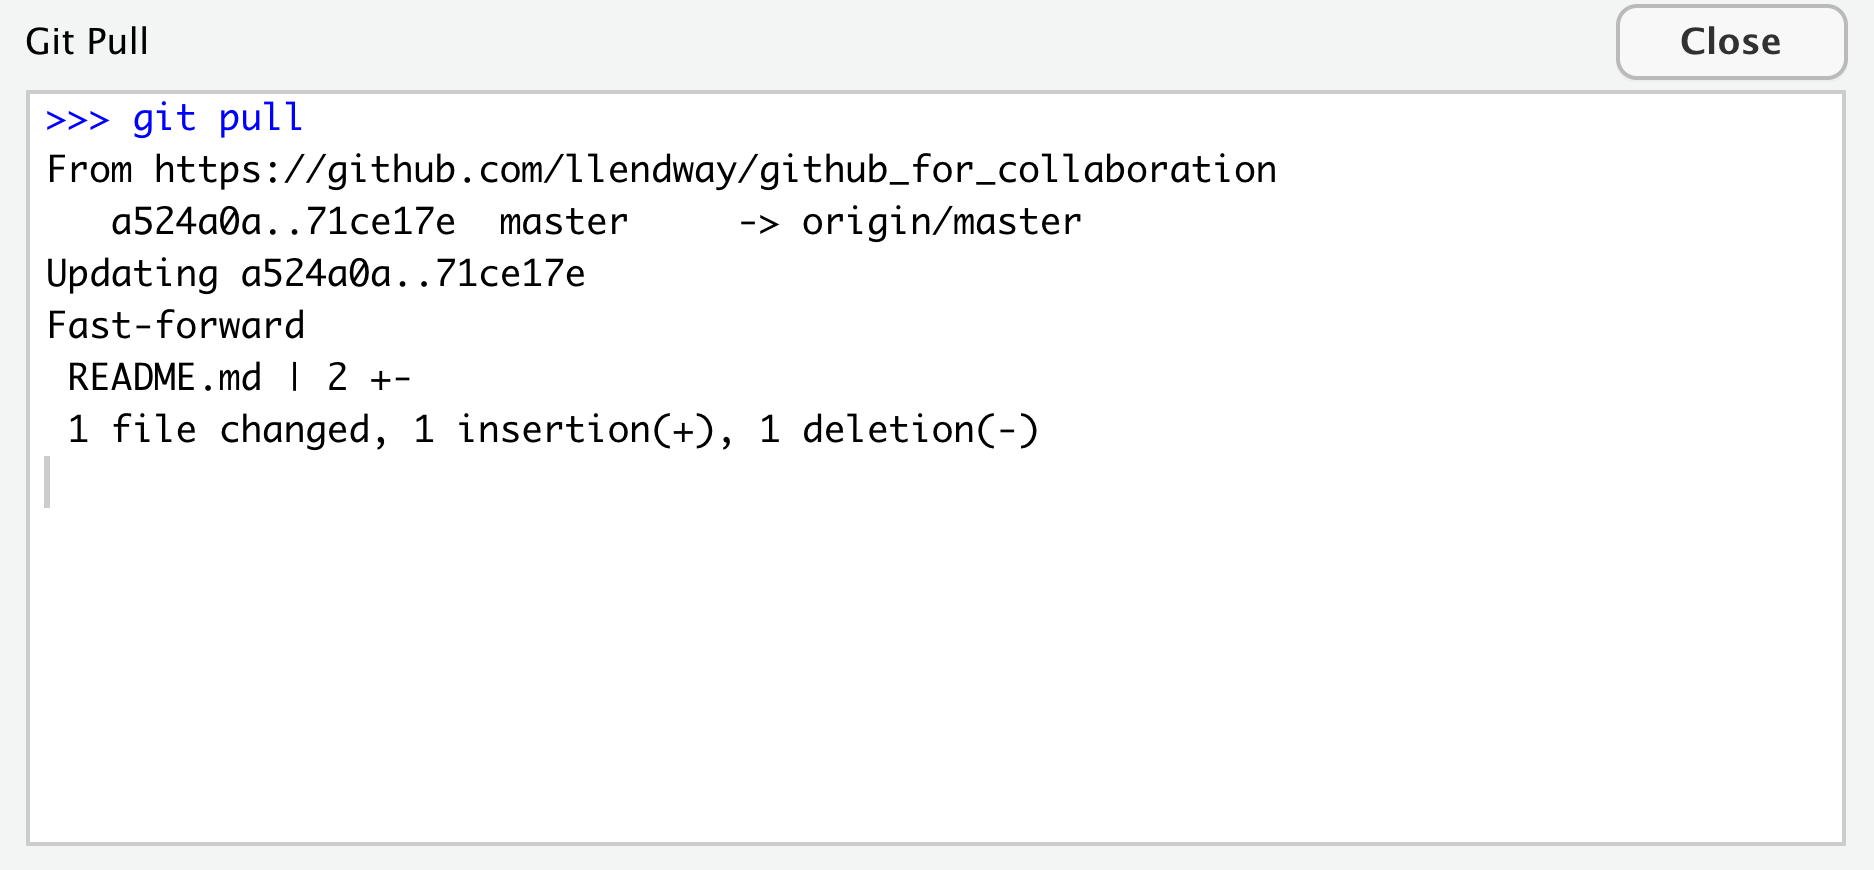 Git Pull
Close
>>> git pull
From https://github.com/llendway/github_for_collaboration
   a524a0a..71ce17e  master     -> origin/master
Updating a524a0a..71ce17e
Fast-forward
 README.md | 2 +-
 1 file changed, 1 insertion(+), 1 deletion(-)